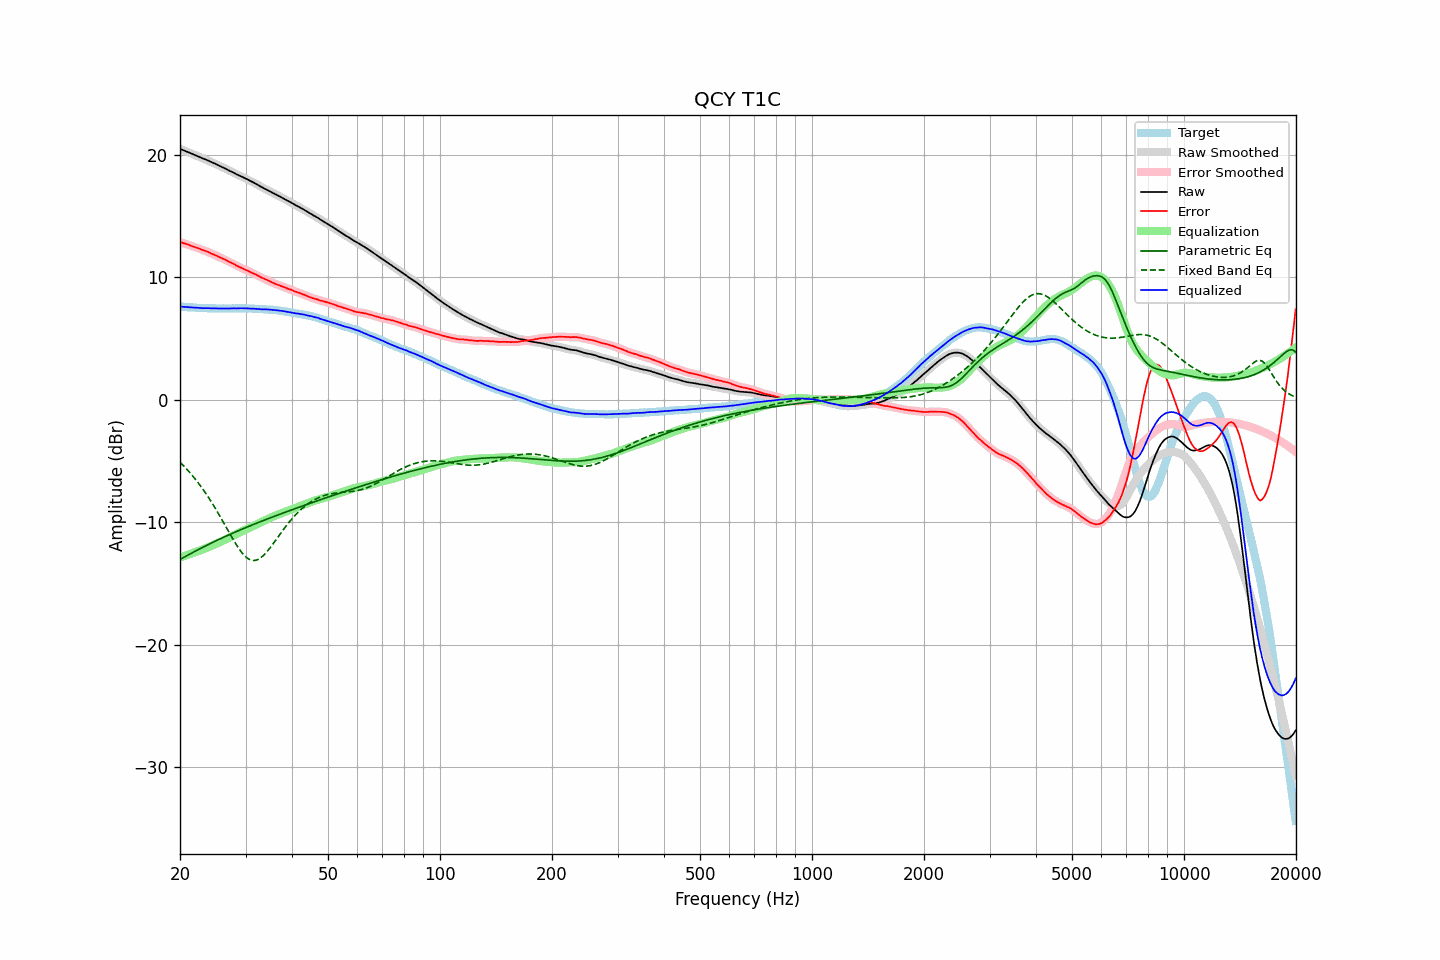 QCY T1C
Target
Raw Smoothed
Error Smoothed
Raw
Error
Equalization
Parametric Eq
Fixed Band Eq
Equalized
20
10
0
−10
−20
−30
Amplitude (dBr)
20 50 100 200 500 1000 2000 5000 10000 20000
Frequency (Hz)